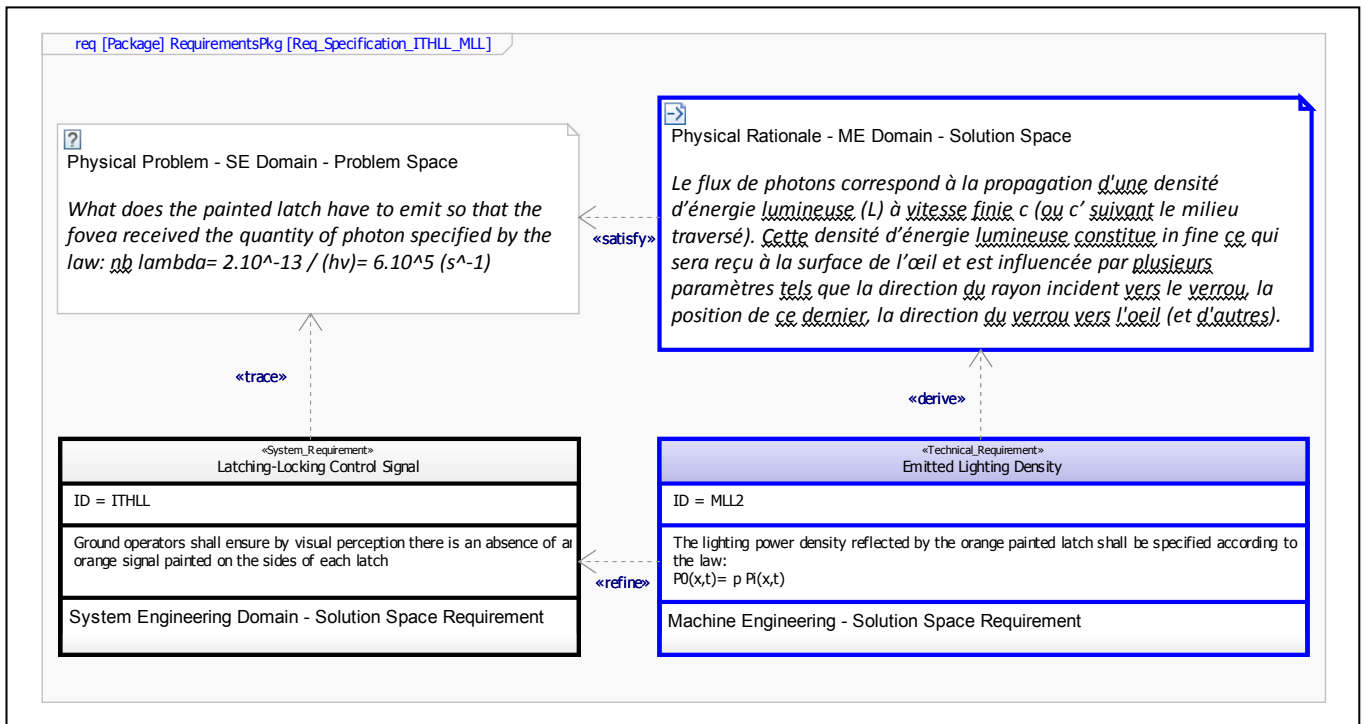 req [Package] RequirementsPkg [Req_Specification_ITHLL_MLL]
?
Physical Problem - SE Domain - Problem Space
What does the painted latch have to emit so that the
fovea received the quantity of photon specified by the
law: nb lambda= 2.10^-13 / (hv)= 6.10^5 (s^-1)
Physical Rationale - ME Domain - Solution Space
Le flux de photons correspond à la propagation d'une densité
d’énergie lumineuse (L) à vitesse finie c (ou c’ suivant le milieu
traversé). Cette densité d’énergie lumineuse constitue in fine ce qui
sera reçu à la surface de l’œil et est influencée par plusieurs
paramètres tels que la direction du rayon incident vers le verrou, la
position de ce dernier, la direction du verrou vers l'oeil (et d'autres).
«satisfy»
«trace»
«derive»
«System_Requirement»
Latching-Locking Control Signal
ID = ITHLL
Ground operators shall ensure by visual perception there is an absence of an
orange signal painted on the sides of each latch
System Engineering Domain - Solution Space Requirement
«refine»
«Technical_Requirement»
Emitted Lighting Density
ID = MLL2
The lighting power density reflected by the orange painted latch shall be specified according to
the law:
P0(x,t)= p Pi(x,t)
Machine Engineering - Solution Space Requirement